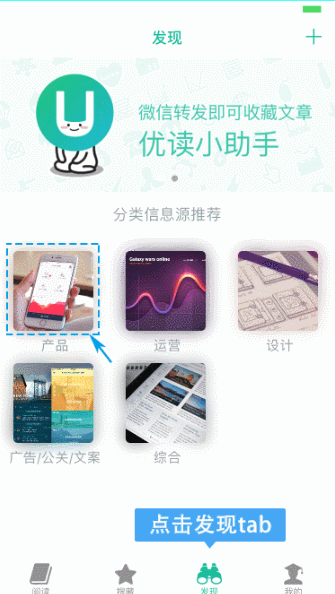 发现
微信转发即可收藏文章
优读小助手
分类信息源推荐
Galaxy wars online
产品
运营
设计
广告/公关/文案
综合
点击发现tab
阅读
搜藏
发现
我的